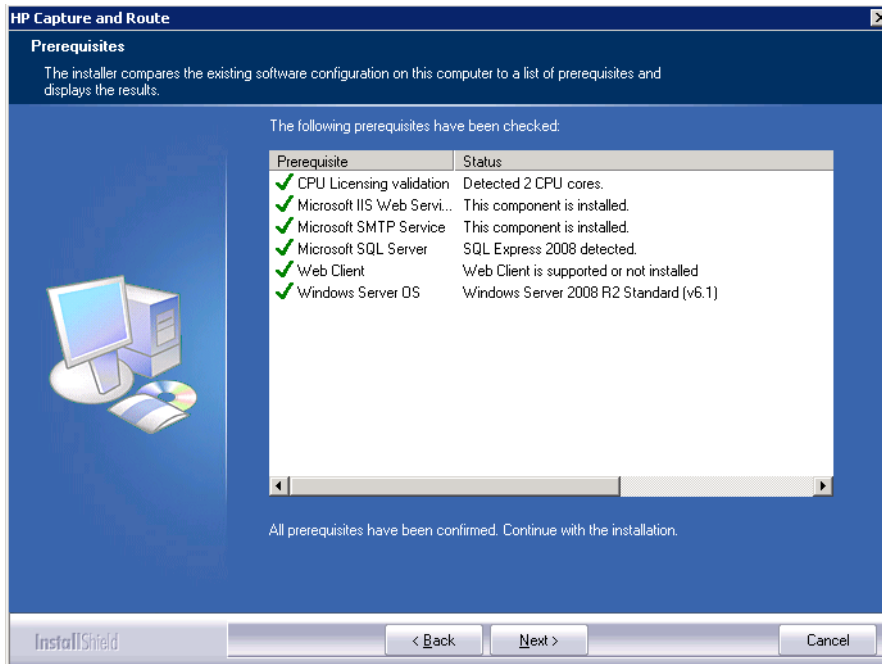 HP Capture and Route
Prerequisites
The installer compares the existing software configuration on this computer to a list of prerequisites and
displays the results.
The following prerequisites have been checked:
Prerequisite Status
CPU Licensing validation Detected 2 CPU cores.
Microsoft IIS Web Servi... This component is installed.
Microsoft SMTP Service This component is installed.
Microsoft SQL Server SQL Express 2008 detected.
Web Client Web Client is supported or not installed
Windows Server OS Windows Server 2008 R2 Standard (v6.1)
All prerequisites have been confirmed. Continue with the installation.
InstallShield
< Back Next > Cancel